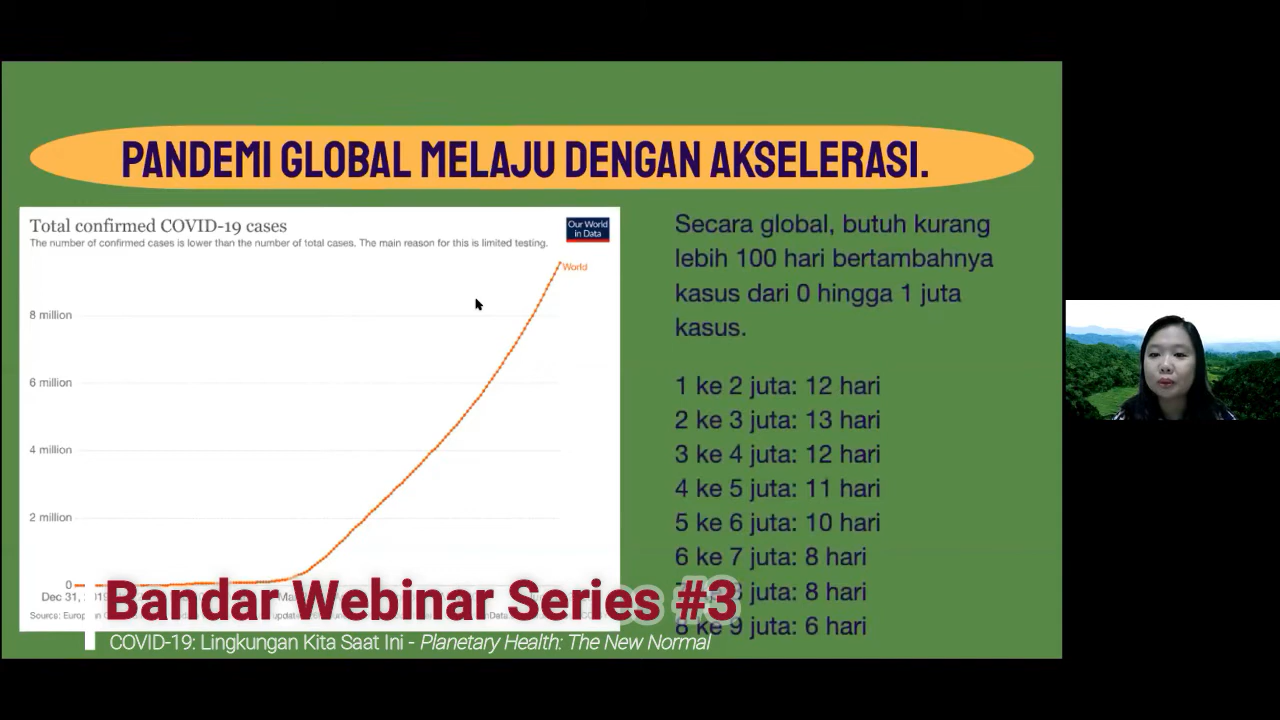 PANDEMI GLOBAL MELAJU DENGAN AKSELERASI.
Total confirmed COVID-19 cases
The number of confirmed cases is lower than the number of total cases. The main reason for this is limited testing.
Our World
in Data
World
8 million
6 million
4 million
2 million
0
Dec 31,
Source:
Secara global, butuh kurang
lebih 100 hari bertambahnya
kasus dari 0 hingga 1 juta
kasus.
1 ke 2 juta: 12 hari
2 ke 3 juta: 13 hari
3 ke 4 juta: 12 hari
4 ke 5 juta: 11 hari
5 ke 6 juta: 10 hari
6 ke 7 juta: 8 hari
8 hari
8 ke 9 juta: 6 hari
Bandar Webinar Series #3
COVID-19: Lingkungan Kita Saat Ini - Planetary Health: The New Normal